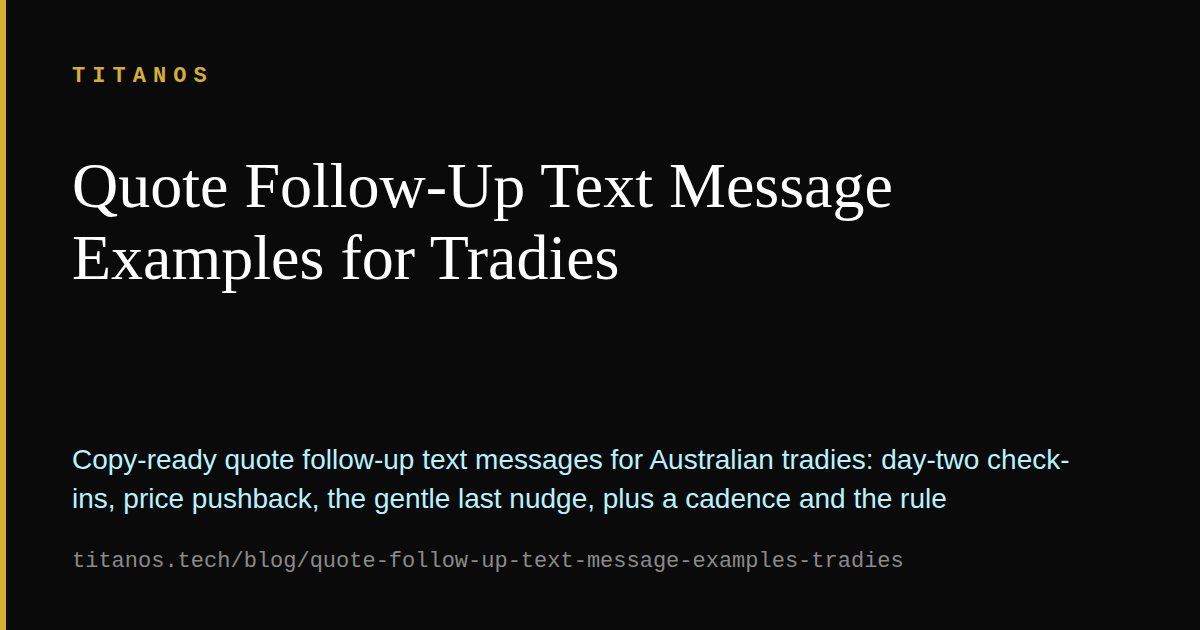 TITANOS
Quote Follow-Up Text Message
Examples for Tradies
Copy-ready quote follow-up text messages for Australian tradies: day-two check-
ins, price pushback, the gentle last nudge, plus a cadence and the rule
titanos.tech/blog/quote-follow-up-text-message-examples-tradies